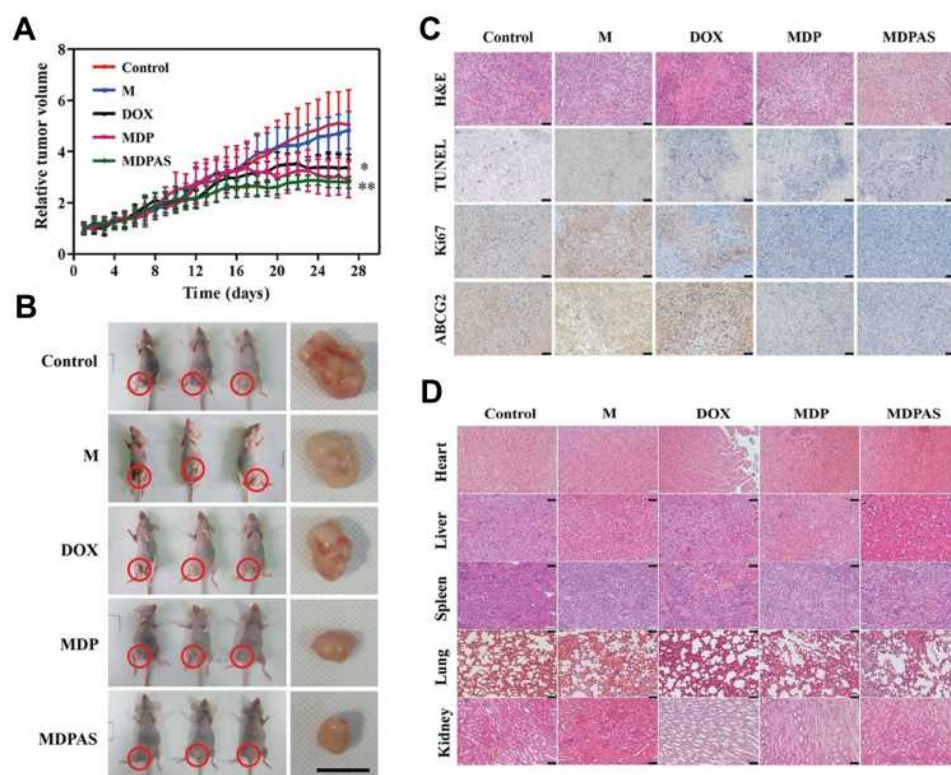 A
Relative tumor volume
8
6
4
2
0
Control
M
DOX
MDP
MDPAS
*
**
0 4 8 12 16 20 24 28
Time (days)
B
Control
M
DOX
MDP
MDPAS
C
Control M DOX MDP MDPAS
H&E
TUNEL
Ki67
ABCG2
D
Control M DOX MDP MDPAS
Heart
Liver
Spleen
Lung
Kidney